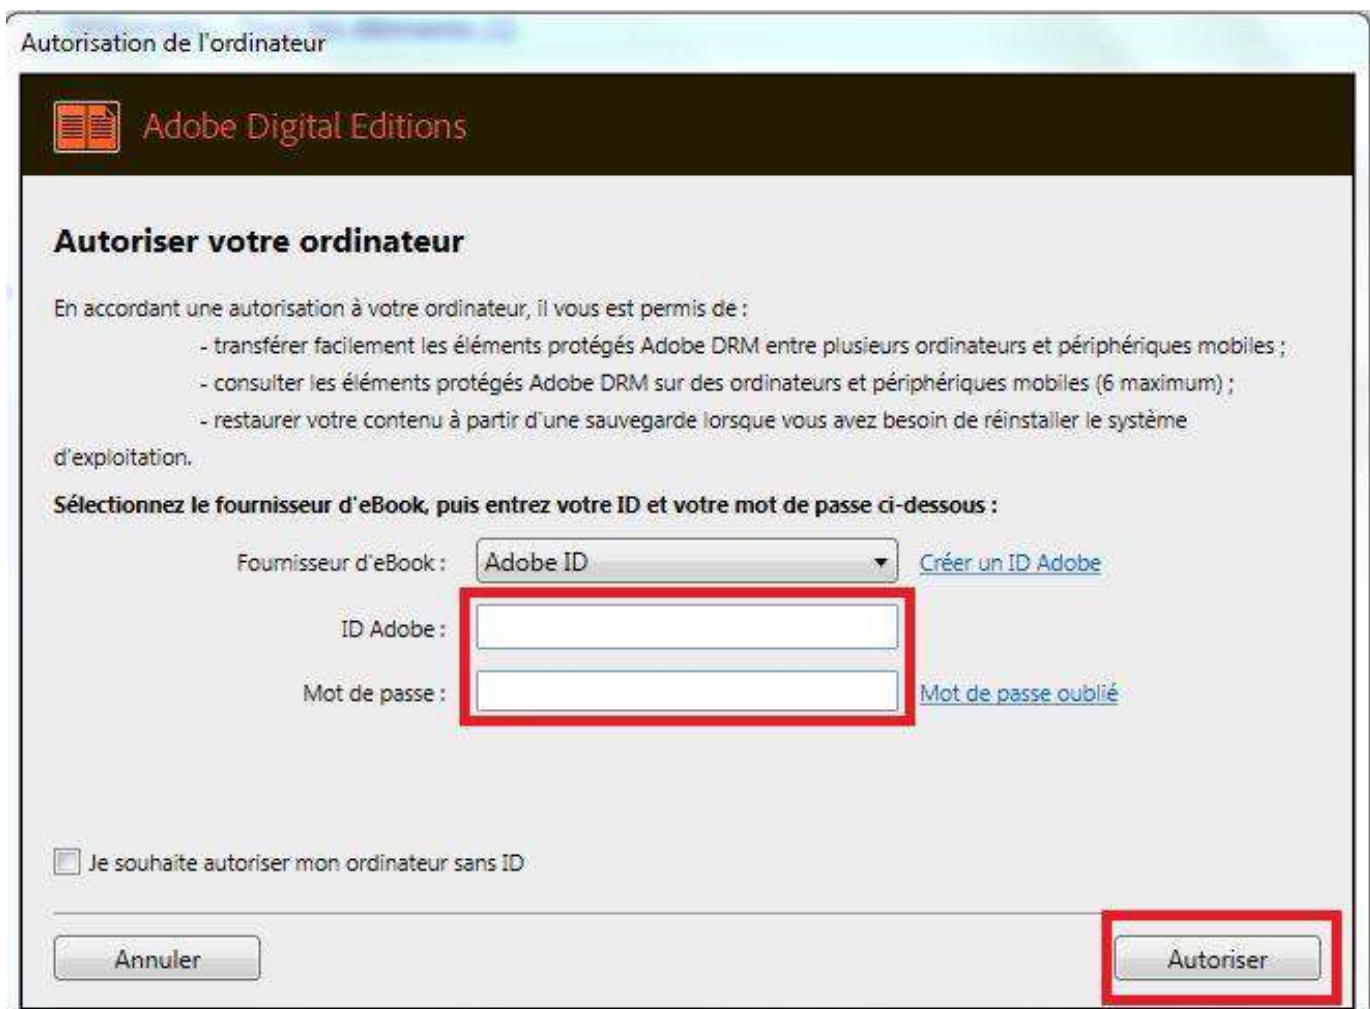 Autorisation de l'ordinateur
Adobe Digital Editions
Autoriser votre ordinateur
En accordant une autorisation à votre ordinateur, il vous est permis de :
- transférer facilement les éléments protégés Adobe DRM entre plusieurs ordinateurs et périphériques mobiles ;
- consulter les éléments protégés Adobe DRM sur des ordinateurs et périphériques mobiles (6 maximum) ;
- restaurer votre contenu à partir d'une sauvegarde lorsque vous avez besoin de réinstaller le système
d'exploitation.
Sélectionnez le fournisseur d'eBook, puis entrez votre ID et votre mot de passe ci-dessous :
Fournisseur d'eBook : Adobe ID Créer un ID Adobe
ID Adobe :
Mot de passe : Mot de passe oublié
Je souhaite autoriser mon ordinateur sans ID
Annuler Autoriser